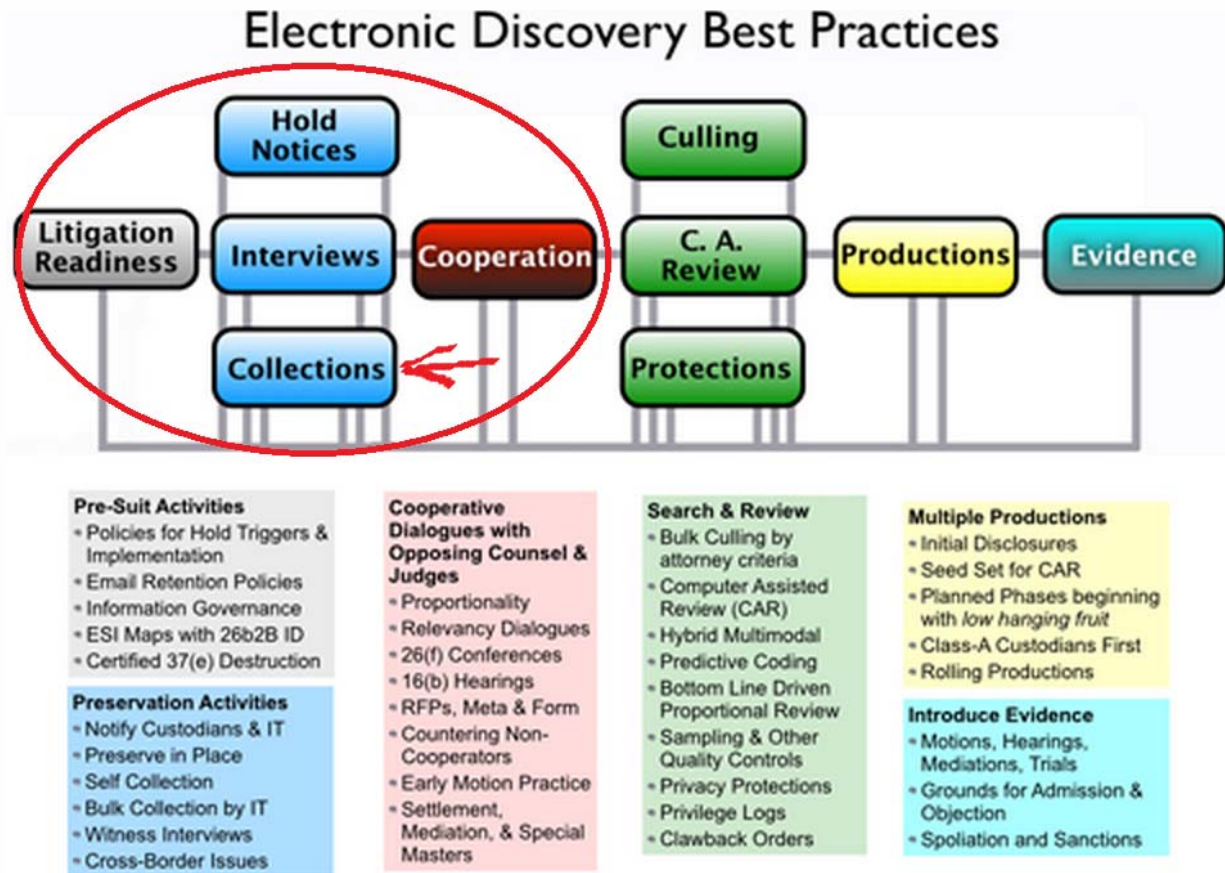 Electronic Discovery Best Practices
Hold
Notices
Culling
Litigation
Readiness
Interviews
Cooperation
C. A.
Review
Productions
Evidence
Collections
Protections
Pre-Suit Activities
Policies for Hold Triggers &
Implementation
Email Retention Policies
Information Governance
ESI Maps with 26b2B ID
Certified 37(e) Destruction
Preservation Activities
Notify Custodians & IT
Preserve in Place
Self Collection
Bulk Collection by IT
Witness Interviews
Cross-Border Issues
Cooperative
Dialogues with
Opposing Counsel &
Judges
Proportionality
Relevancy Dialogues
26(f) Conferences
16(b) Hearings
RFPs, Meta & Form
Countering Non-
Cooperators
Early Motion Practice
Settlement,
Mediation, & Special
Masters
Search & Review
Bulk Culling by
attorney criteria
Computer Assisted
Review (CAR)
Hybrid Multimodal
Predictive Coding
Bottom Line Driven
Proportional Review
Sampling & Other
Quality Controls
Privacy Protections
Privilege Logs
Clawback Orders
Multiple Productions
Initial Disclosures
Seed Set for CAR
Planned Phases beginning
with low hanging fruit
Class-A Custodians First
Rolling Productions
Introduce Evidence
Motions, Hearings,
Mediations, Trials
Grounds for Admission &
Objection
Spoliation and Sanctions